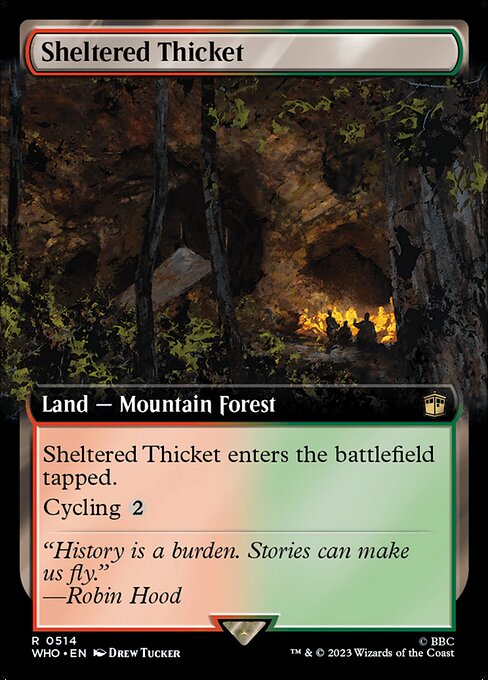 Sheltered Thicket
Land — Mountain Forest
Sheltered Thicket enters the battlefield
tapped.
Cycling 2
“History is a burden. Stories can make
us fly.”
—Robin Hood
R 0514
WHO • EN Drew Tucker
© BBC
™ & © 2023 Wizards of the Coast